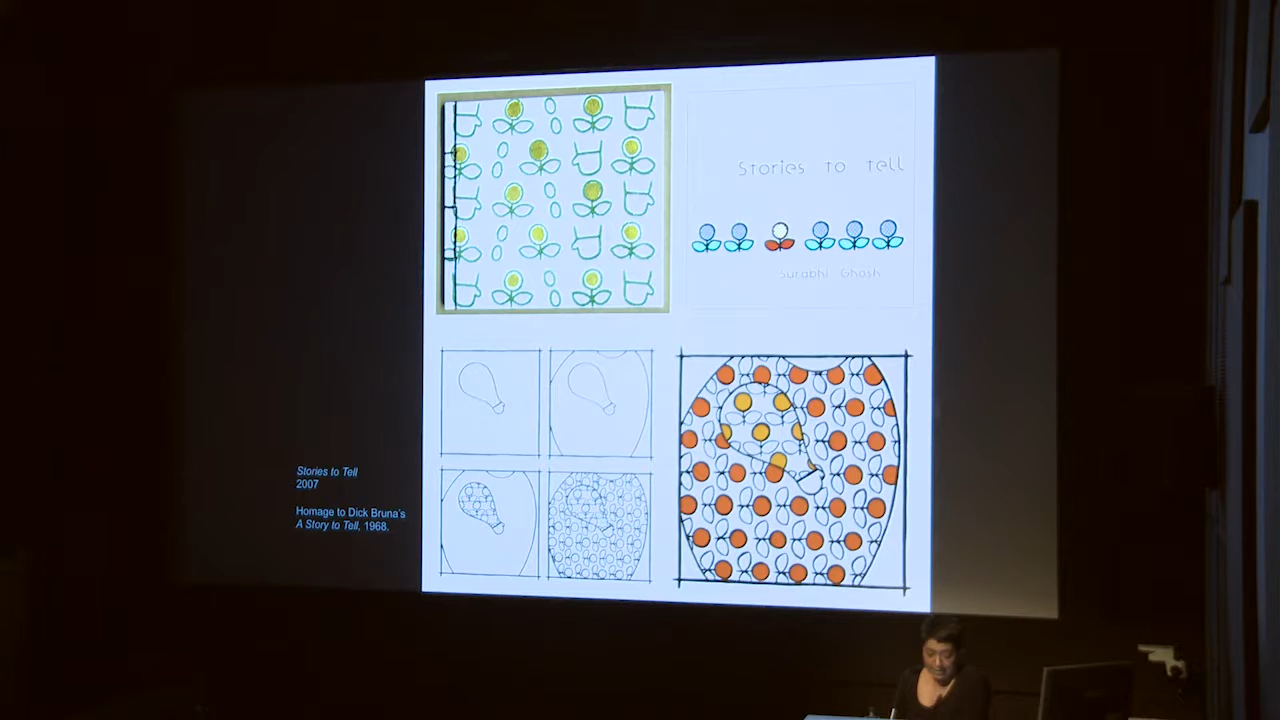 Stories to tell
Surabhi Ghosh
Stories to Tell
2007
Homage to Dick Bruna's
A Story to Tell, 1968.